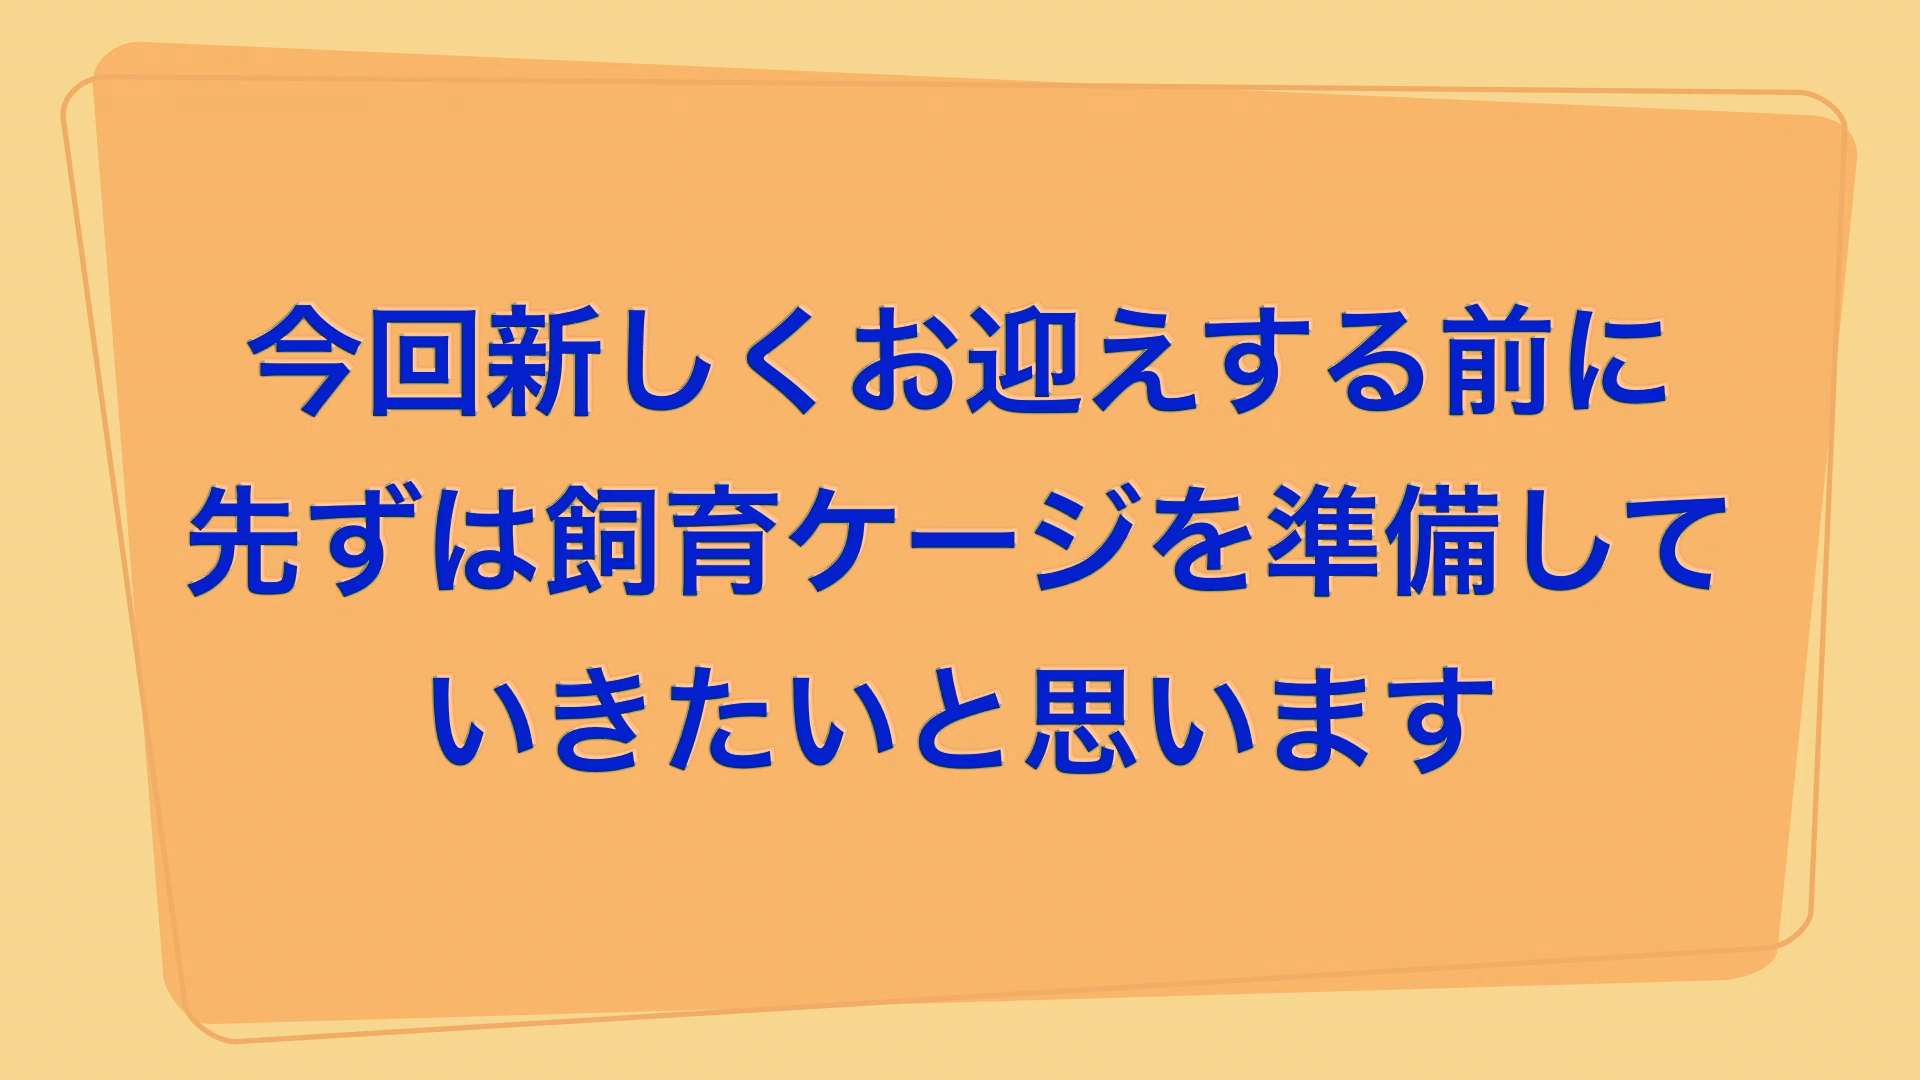 今回新しくお迎えする前に
先ずは飼育ケージを準備して
いきたいと思います